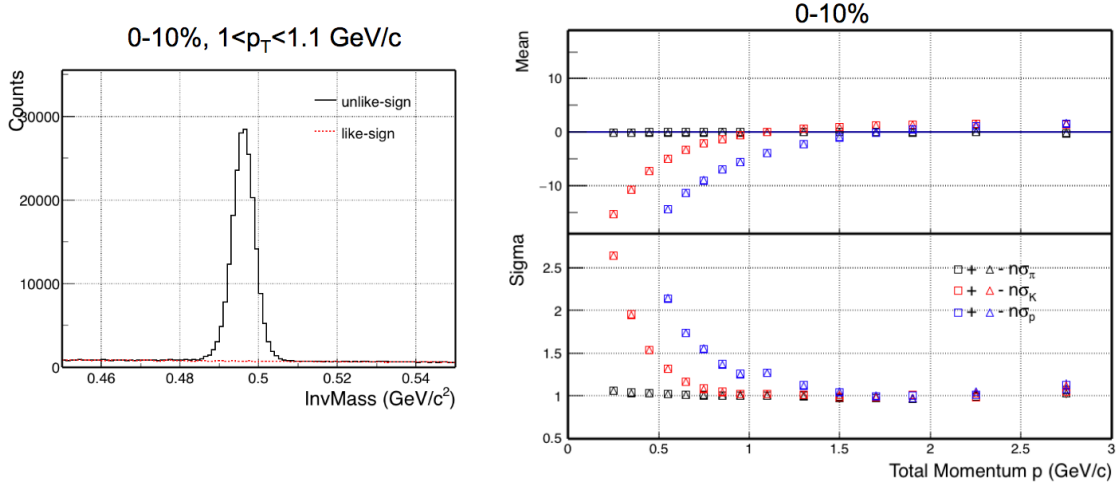 0-10%, 1<p_T<1.1 GeV/c
Counts
30000
20000
10000
0
unlike-sign
like-sign
0.46
0.48
0.5
0.52
0.54
InvMass (GeV/c²)
0-10%
Mean
10
0
−10
Sigma
2.5
2
1.5
1
0.5
□ + △ - nσ_π
□ + △ - nσ_K
□ + △ - nσ_p
0
0.5
1
1.5
2
2.5
3
Total Momentum p (GeV/c)